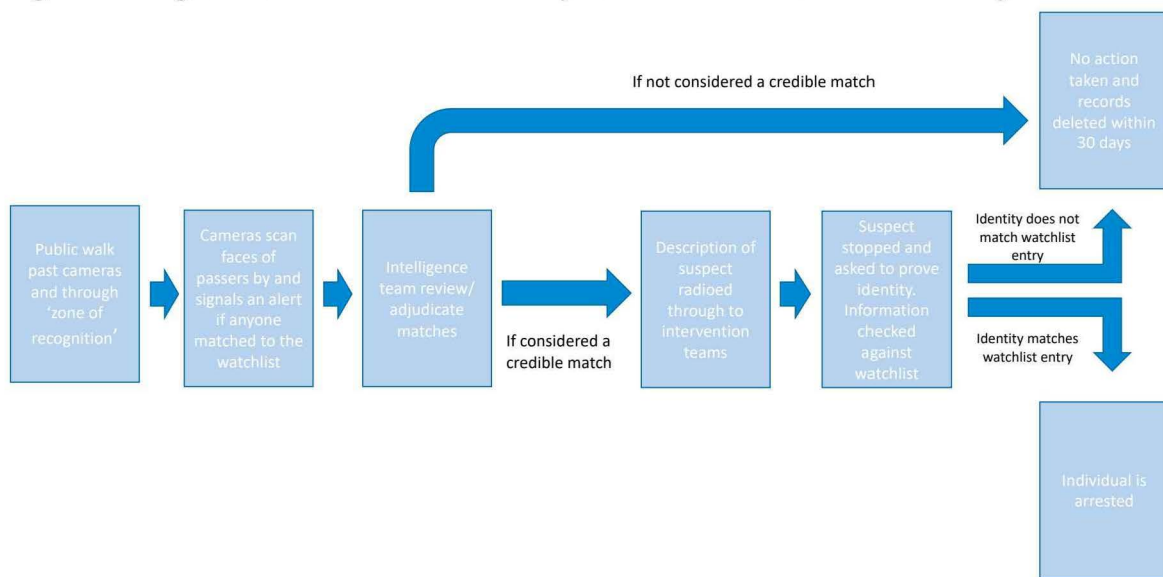 If not considered a credible match
No action
taken and
records
deleted within
30 days
Public walk
past cameras
and through
‘zone of
recognition’
Cameras scan
faces of
passers by and
signals an alert
if anyone
matched to the
watchlist
Intelligence
team review/
adjudicate
matches
If considered a
credible match
Description of
suspect
radioed
through to
intervention
teams
Suspect
stopped and
asked to prove
identity.
Information
checked
against
watchlist
Identity does not
match watchlist
entry
Identity matches
watchlist entry
Individual is
arrested